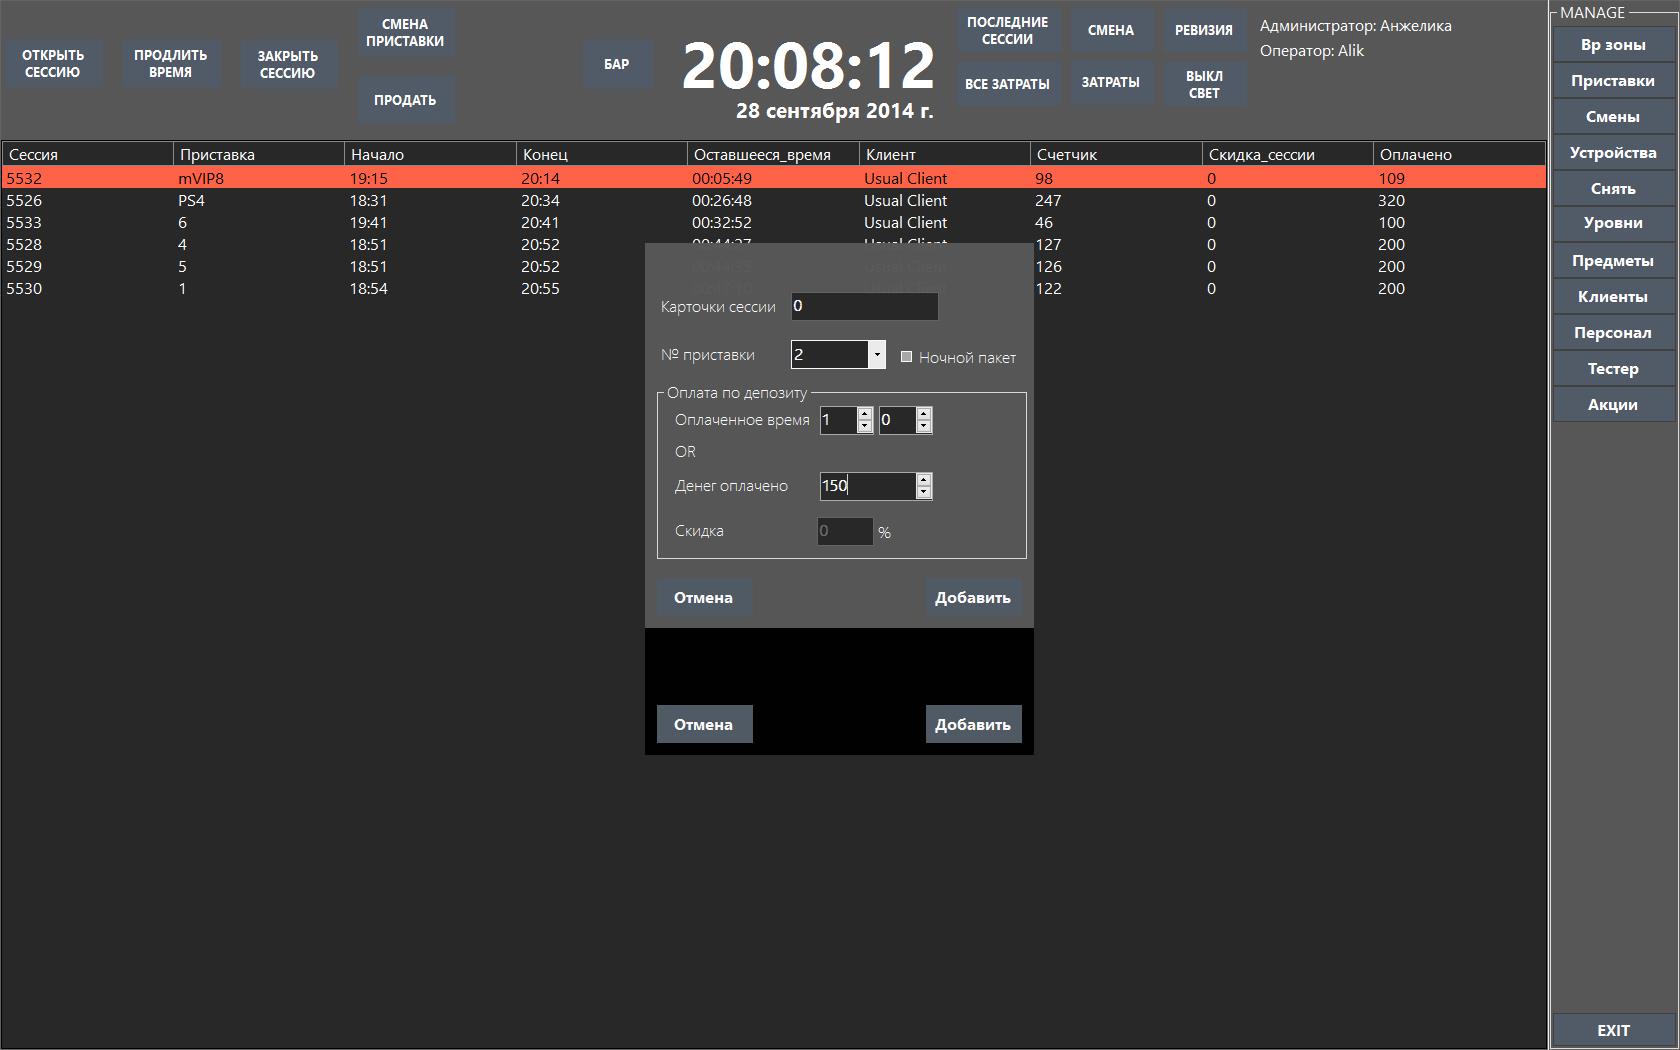 ОТКРЫТЬ
СЕССИЮ
ПРОДЛИТЬ
ВРЕМЯ
ЗАКРЫТЬ
СЕССИЮ
СМЕНА
ПРИСТАВКИ
ПРОДАТЬ
БАР
20:08:12
28 сентября 2014 г.
ПОСЛЕДНИЕ
СЕССИИ
СМЕНА
РЕВИЗИЯ
ВСЕ ЗАТРАТЫ
ЗАТРАТЫ
ВЫКЛ
СВЕТ
Администратор: Анжелика
Оператор: Alik
MANAGE
Вр зоны
Приставки
Смены
Устройства
Снять
Уровни
Предметы
Клиенты
Персонал
Тестер
Акции
EXIT
Сессия Приставка Начало Конец Оставшееся_время Клиент Счетчик Скидка_сессии Оплачено
5532 mVIP8 19:15 20:14 00:05:49 Usual Client 98 0 109
5526 PS4 18:31 20:34 00:26:48 Usual Client 247 0 320
5533 6 19:41 20:41 00:32:52 Usual Client 46 0 100
5528 4 18:51 20:52 Usual Client 127 0 200
5529 5 18:51 20:52 Usual Client 126 0 200
5530 1 18:54 20:55 122 0 200
Карточки сессии 0
№ приставки 2 Ночной пакет
Оплата по депозиту
Оплаченное время 1 0
OR
Денег оплачено 150
Скидка 0 %
Отмена Добавить
Отмена Добавить